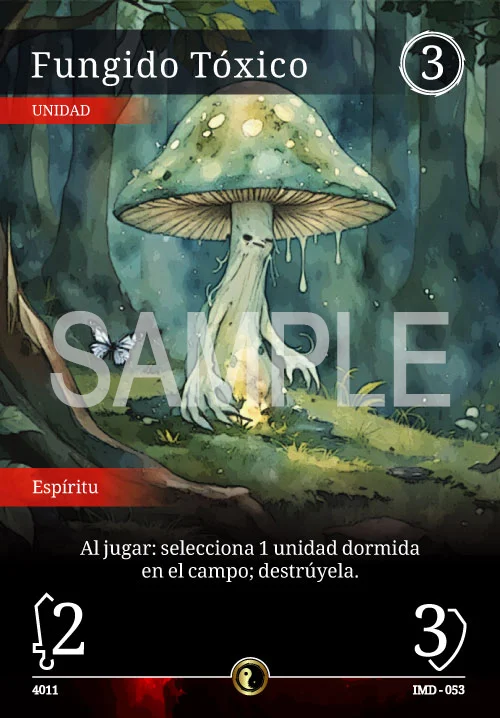 Fungido Tóxico
3
UNIDAD
SAMPLE
Espíritu
Al jugar: selecciona 1 unidad dormida
en el campo; destrúyela.
2
3
4011
IMD - 053